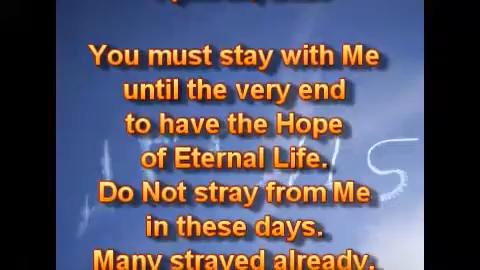 You must stay with Me
until the very end
to have the Hope
of Eternal Life.
Do Not stray from Me
in these days.
Many strayed already.